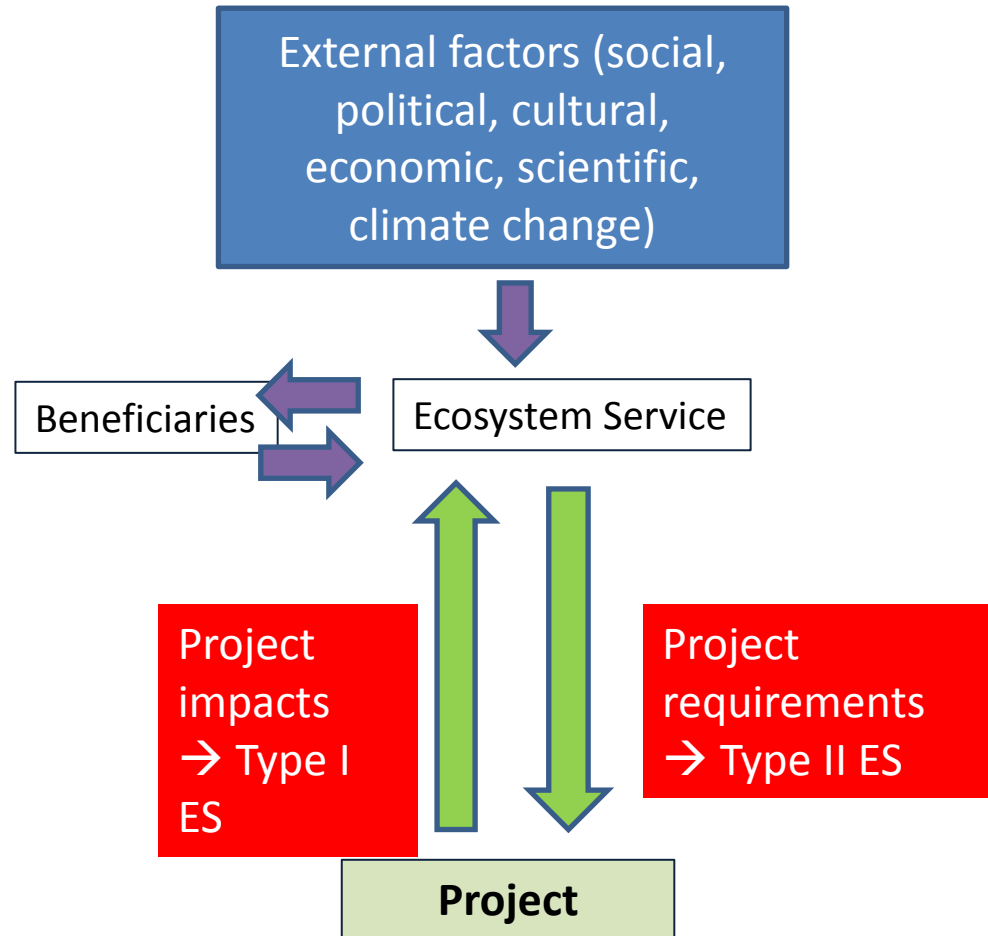 External factors (social,
political, cultural,
economic, scientific,
climate change)
Beneficiaries
Ecosystem Service
Project
impacts
→ Type I
ES
Project
requirements
→ Type II ES
Project